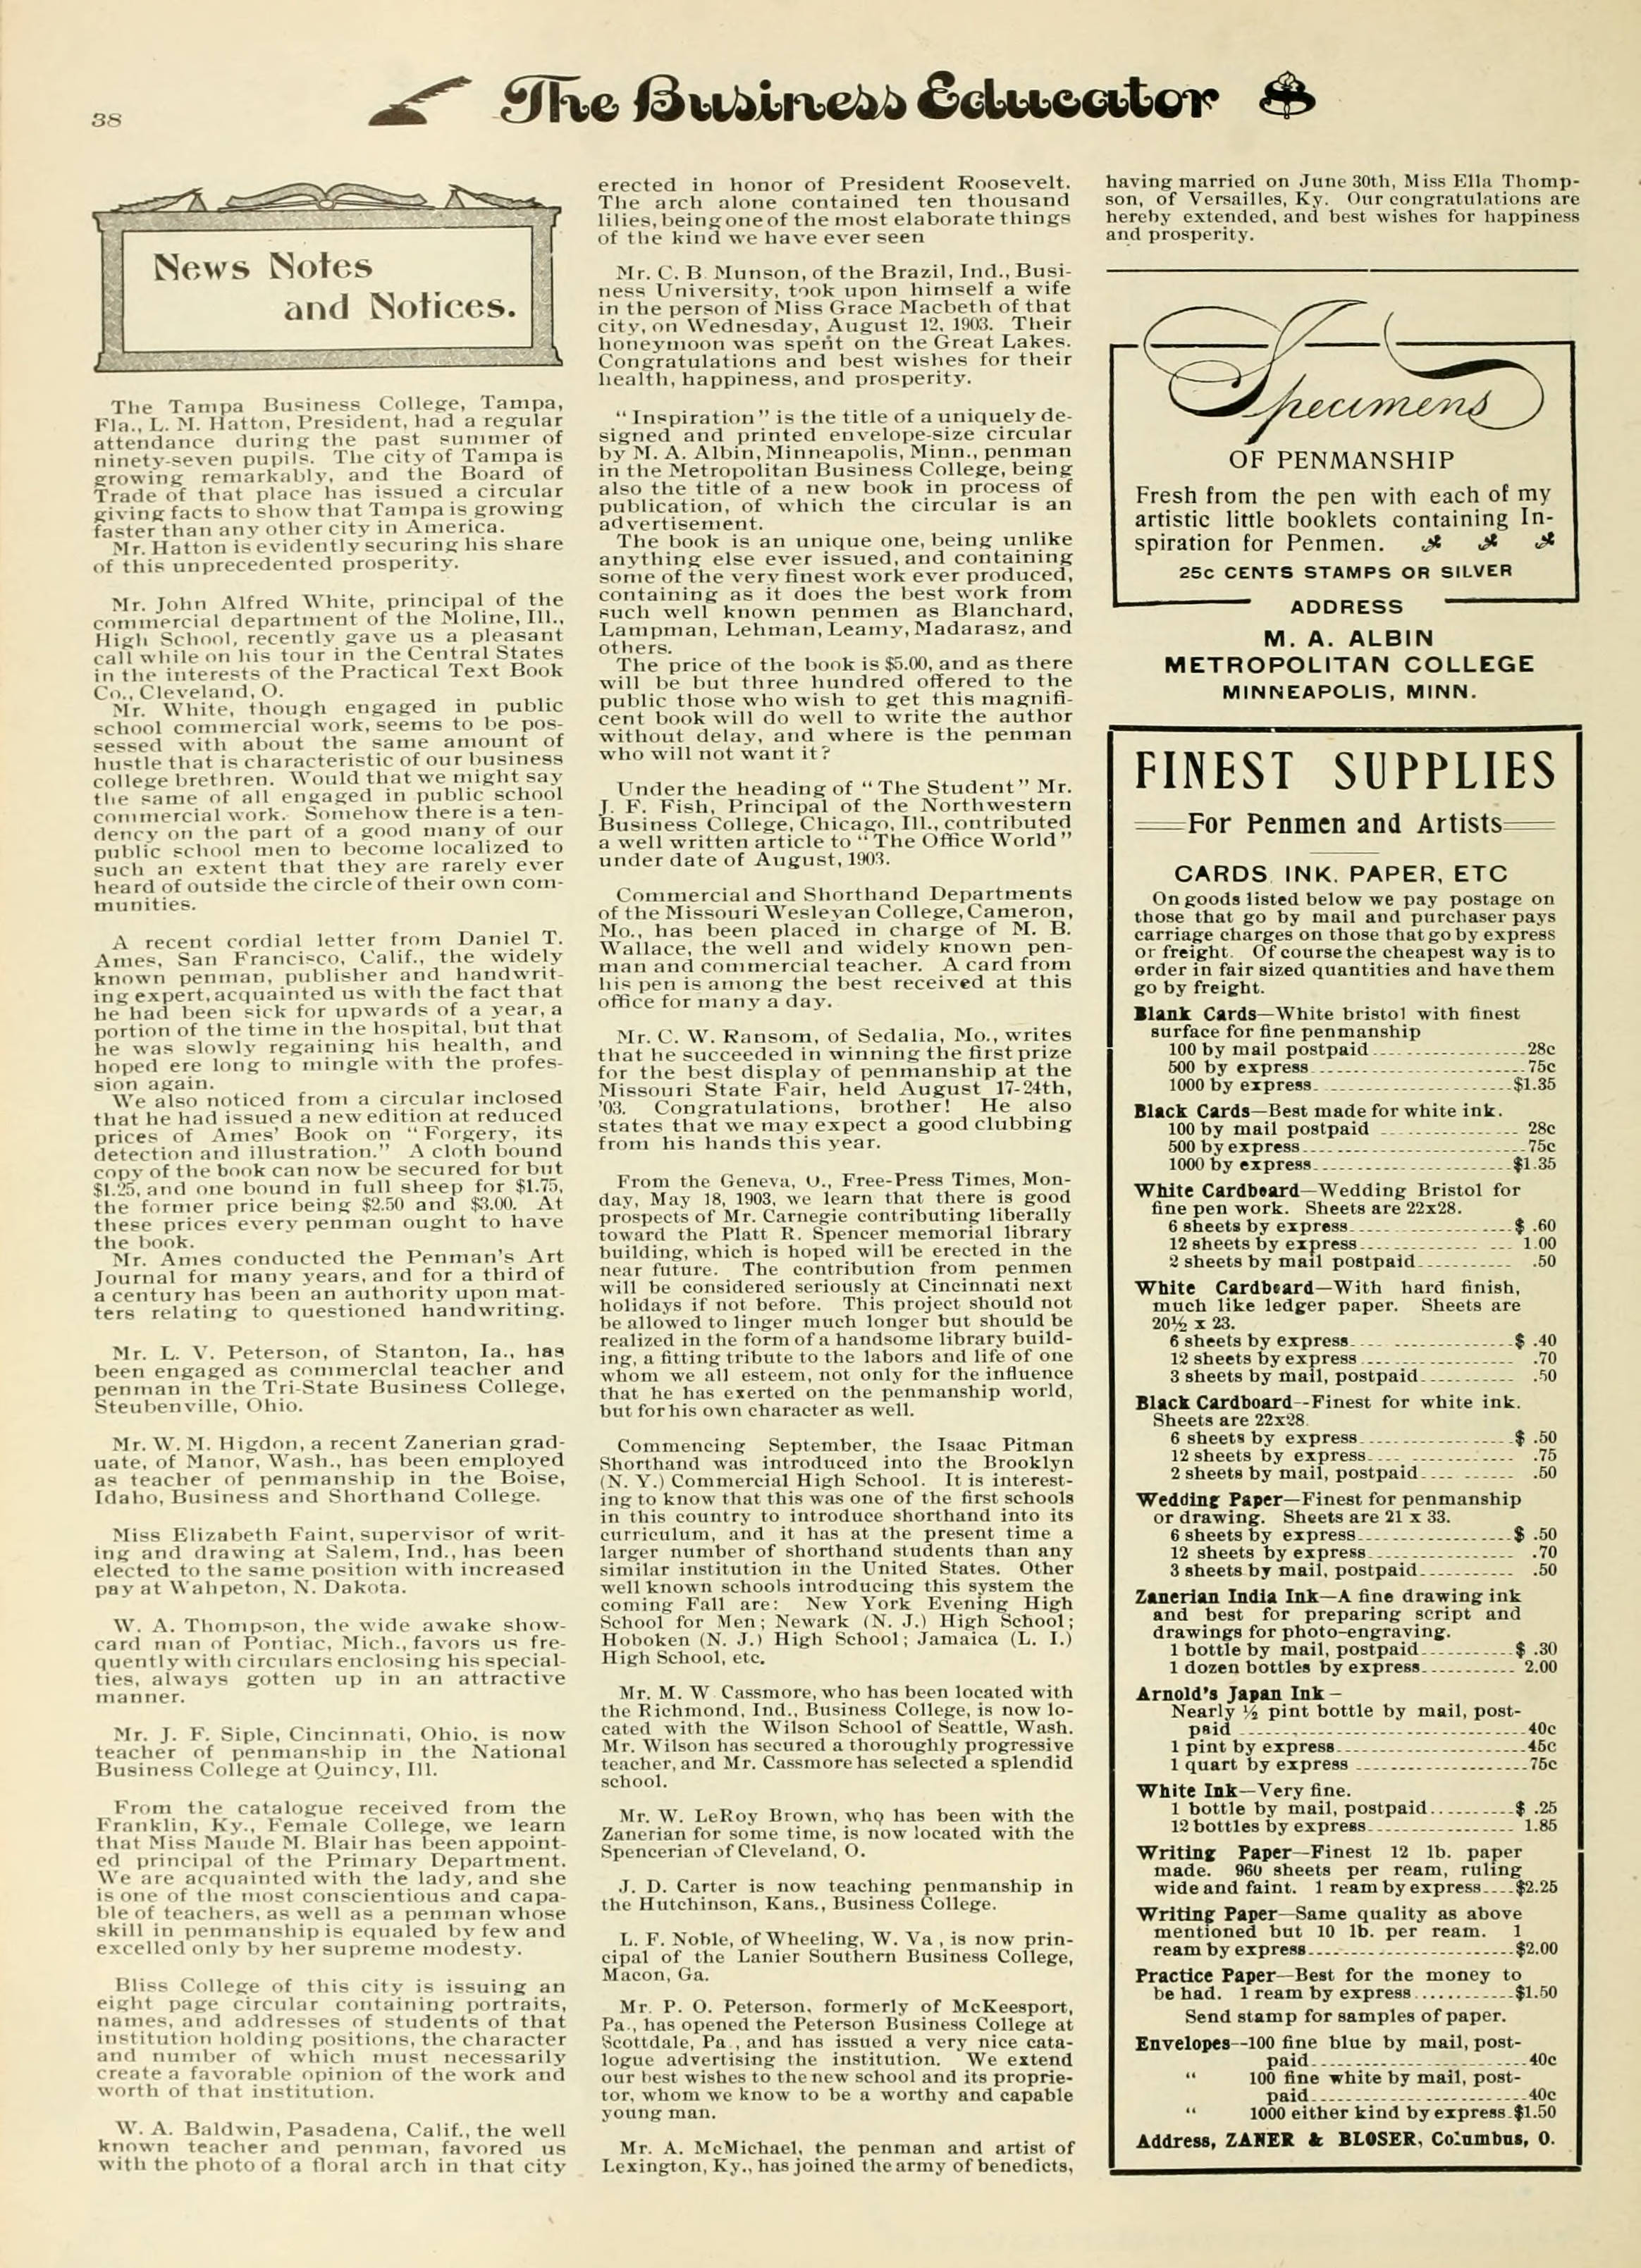 38
The Business Educator
News Notes
and Notices.
The Tampa Business College, Tampa,
Fla., L. M. Hatton, President, had a regular
attendance during the past summer of
ninety-seven pupils. The city of Tampa is
growing remarkably, and the Board of
Trade of that place has issued a circular
giving facts to show that Tampa is growing
faster than any other city in America.
Mr. Hatton is evidently securing his share
of this unprecedented prosperity.
Mr. John Alfred White, principal of the
commercial department of the Moline, Ill.,
High School, recently gave us a pleasant
call while on his tour in the Central States
in the interests of the Practical Text Book
Co., Cleveland, O.
Mr. White, though engaged in public
school commercial work, seems to be pos-
sessed with about the same amount of
hustle that is characteristic of our business
college brethren. Would that we might say
the same of all engaged in public school
commercial work. Somehow there is a ten-
dency on the part of a good many of our
public school men to become localized to
such an extent that they are rarely ever
heard of outside the circle of their own com-
munities.
A recent cordial letter from Daniel T.
Ames, San Francisco, Calif., the widely
known penman, publisher and handwrit-
ing expert, acquainted us with the fact that
he had been sick for upwards of a year, a
portion of the time in the hospital, but that
he was slowly regaining his health, and
hoped ere long to mingle with the profes-
sion again.
We also noticed from a circular inclosed
that he had issued a new edition at reduced
prices of Ames' Book on "Forgery, its
detection and illustration." A cloth bound
copy of the book can now be secured for but
$1.25, and one bound in full sheep for $1.75,
the former price being $2.50 and $3.00. At
these prices every penman ought to have
the book.
Mr. Ames conducted the Penman's Art
Journal for many years, and for a third of
a century has been an authority upon mat-
ters relating to questioned handwriting.
Mr. L. V. Peterson, of Stanton, Ia., has
been engaged as commercial teacher and
penman in the Tri-State Business College,
Steubenville, Ohio.
Mr. W. M. Higdon, a recent Zanerian grad-
uate, of Manor, Wash., has been employed
as teacher of penmanship in the Boise,
Idaho, Business and Shorthand College.
Miss Elizabeth Faint, supervisor of writ-
ing and drawing at Salem, Ind., has been
elected to the same position with increased
pay at Wahpeton, N. Dakota.
W. A. Thompson, the wide awake show-
card man of Pontiac, Mich., favors us fre-
quently with circulars enclosing his special-
ties, always gotten up in an attractive
manner.
Mr. J. F. Siple, Cincinnati, Ohio, is now
teacher of penmanship in the National
Business College at Quincy, Ill.
From the catalogue received from the
Franklin, Ky., Female College, we learn
that Miss Maude M. Blair has been appoint-
ed principal of the Primary Department.
We are acquainted with the lady, and she
is one of the most conscientious and capa-
ble of teachers, as well as a penman whose
skill in penmanship is equaled by few and
excelled only by her supreme modesty.
Bliss College of this city is issuing an
eight page circular containing portraits,
names, and addresses of students of that
institution holding positions, the character
and number of which must necessarily
create a favorable opinion of the work and
worth of that institution.
W. A. Baldwin, Pasadena, Calif., the well
known teacher and penman, favored us
with the photo of a floral arch in that city
erected in honor of President Roosevelt.
The arch alone contained ten thousand
lilies, being one of the most elaborate things
of the kind we have ever seen
Mr. C. B. Munson, of the Brazil, Ind., Busi-
ness University, took upon himself a wife
in the person of Miss Grace Macbeth of that
city, on Wednesday, August 12, 1903. Their
honeymoon was spent on the Great Lakes.
Congratulations and best wishes for their
health, happiness, and prosperity.
"Inspiration" is the title of a uniquely de-
signed and printed envelope-size circular
by M. A. Albin, Minneapolis, Minn., penman
in the Metropolitan Business College, being
also the title of a new book in process of
publication, of which the circular is an
advertisement.
The book is an unique one, being unlike
anything else ever issued, and containing
some of the very finest work ever produced,
containing as it does the best work from
such well known penmen as Blanchard,
Lampman, Lehman, Leamy, Madarasz, and
others.
The price of the book is $5.00, and as there
will be but three hundred offered to the
public those who wish to get this magnifi-
cent book will do well to write the author
without delay, and where is the penman
who will not want it?
Under the heading of "The Student" Mr.
J. F. Fish, Principal of the Northwestern
Business College, Chicago, Ill., contributed
a well written article to "The Office World"
under date of August, 1903.
Commercial and Shorthand Departments
of the Missouri Wesleyan College, Cameron,
Mo., has been placed in charge of M. B.
Wallace, the well and widely known pen-
man and commercial teacher. A card from
his pen is among the best received at this
office for many a day.
Mr. C. W. Ransom, of Sedalia, Mo., writes
that he succeeded in winning the first prize
for the best display of penmanship at the
Missouri State Fair, held August 17-24th,
'03. Congratulations, brother! He also
states that we may expect a good clubbing
from his hands this year.
From the Geneva, O., Free-Press Times, Mon-
day, May 18, 1903, we learn that there is good
prospects of Mr. Carnegie contributing liberally
toward the Platt R. Spencer memorial library
building, which is hoped will be erected in the
near future. The contribution from penmen
will be considered seriously at Cincinnati next
holidays if not before. This project should not
be allowed to linger much longer but should be
realized in the form of a handsome library build-
ing, a fitting tribute to the labors and life of one
whom we all esteem, not only for the influence
that he has exerted on the penmanship world,
but for his own character as well.
Commencing September, the Isaac Pitman
Shorthand was introduced into the Brooklyn
(N. Y.) Commercial High School. It is interest-
ing to know that this was one of the first schools
in this country to introduce shorthand into its
curriculum, and it has at the present time a
larger number of shorthand students than any
similar institution in the United States. Other
well known schools introducing this system the
coming Fall are: New York Evening High
School for Men; Newark (N. J.) High School;
Hoboken (N. J.) High School; Jamaica (L. I.)
High School, etc.
Mr. M. W Cassmore, who has been located with
the Richmond, Ind., Business College, is now lo-
cated with the Wilson School of Seattle, Wash.
Mr. Wilson has secured a thoroughly progressive
teacher, and Mr. Cassmore has selected a splendid
school.
Mr. W. LeRoy Brown, who has been with the
Zanerian for some time, is now located with the
Spencerian of Cleveland, O.
J. D. Carter is now teaching penmanship in
the Hutchinson, Kans., Business College.
L. F. Noble, of Wheeling, W. Va , is now prin-
cipal of the Lanier Southern Business College,
Macon, Ga.
Mr. P. O. Peterson, formerly of McKeesport,
Pa., has opened the Peterson Business College at
Scottdale, Pa , and has issued a very nice cata-
logue advertising the institution. We extend
our best wishes to the new school and its proprie-
tor, whom we know to be a worthy and capable
young man.
Mr. A. McMichael, the penman and artist of
Lexington, Ky., has joined the army of benedicts,
having married on June 30th, Miss Ella Thomp-
son, of Versailles, Ky. Our congratulations are
hereby extended, and best wishes for happiness
and prosperity.
Specimens
OF PENMANSHIP
Fresh from the pen with each of my
artistic little booklets containing In-
spiration for Penmen.
25c CENTS STAMPS OR SILVER
ADDRESS
M. A. ALBIN
METROPOLITAN COLLEGE
MINNEAPOLIS, MINN.
FINEST SUPPLIES
For Penmen and Artists
CARDS, INK, PAPER, ETC
On goods listed below we pay postage on
those that go by mail and purchaser pays
carriage charges on those that go by express
or freight. Of course the cheapest way is to
order in fair sized quantities and have them
go by freight.
Blank Cards—White bristol with finest
surface for fine penmanship
100 by mail postpaid 28c
500 by express 75c
1000 by express $1.35
Black Cards—Best made for white ink.
100 by mail postpaid 28c
500 by express 75c
1000 by express $1.35
White Cardboard—Wedding Bristol for
fine pen work. Sheets are 22x28.
6 sheets by express $ .60
12 sheets by express 1.00
2 sheets by mail postpaid .50
White Cardboard—With hard finish,
much like ledger paper. Sheets are
20½ x 23.
6 sheets by express $ .40
12 sheets by express .70
3 sheets by mail, postpaid .50
Black Cardboard--Finest for white ink.
Sheets are 22x28.
6 sheets by express $ .50
12 sheets by express .75
2 sheets by mail, postpaid .50
Wedding Paper—Finest for penmanship
or drawing. Sheets are 21 x 33.
6 sheets by express $ .50
12 sheets by express .70
3 sheets by mail, postpaid .50
Zanerian India Ink—A fine drawing ink
and best for preparing script and
drawings for photo-engraving.
1 bottle by mail, postpaid $ .30
1 dozen bottles by express 2.00
Arnold's Japan Ink—
Nearly ½ pint bottle by mail, post-
paid 40c
1 pint by express 45c
1 quart by express 75c
White Ink—Very fine.
1 bottle by mail, postpaid $ .25
12 bottles by express 1.85
Writing Paper—Finest 12 lb. paper
made. 960 sheets per ream, ruling
wide and faint. 1 ream by express $2.25
Writing Paper—Same quality as above
mentioned but 10 lb. per ream. 1
ream by express $2.00
Practice Paper—Best for the money to
be had. 1 ream by express $1.50
Send stamp for samples of paper.
Envelopes--100 fine blue by mail, post-
paid 40c
" 100 fine white by mail, post-
paid 40c
" 1000 either kind by express $1.50
Address, ZANER & BLOSER, Columbus, O.